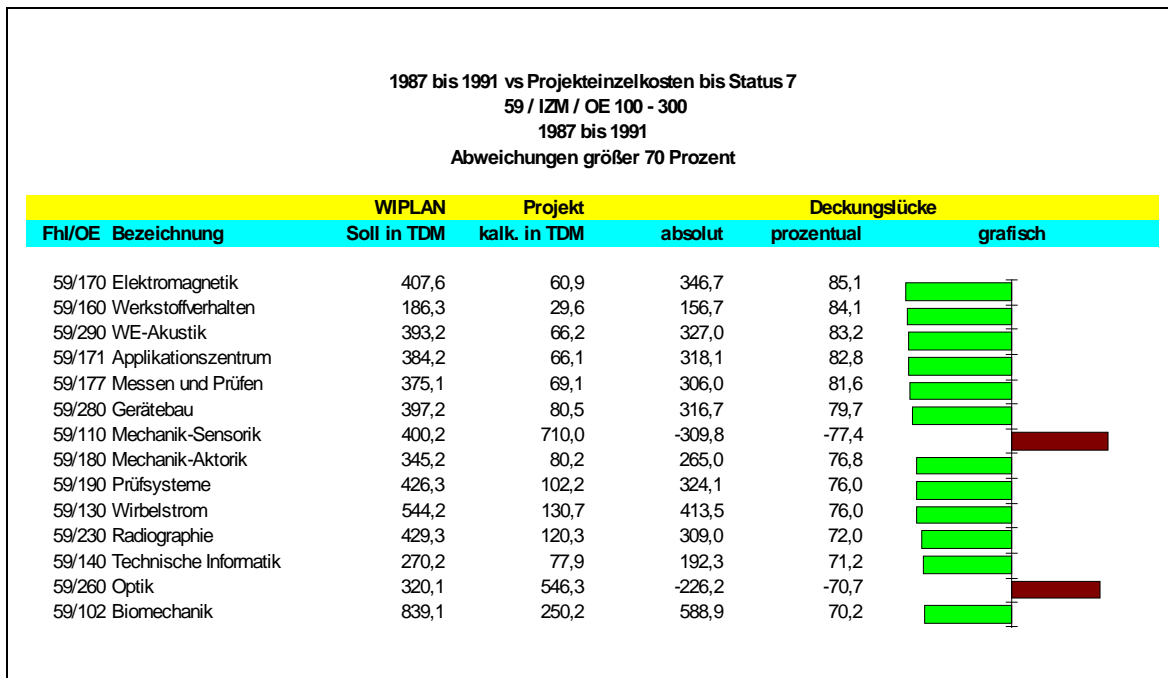 1987 bis 1991 vs Projekteinzelkosten bis Status 7
59 / IZM / OE 100 - 300
1987 bis 1991
Abweichungen größer 70 Prozent
WIPLAN Projekt Deckungslücke
Fhl/OE Bezeichnung Soll in TDM kalk. in TDM absolut prozentual grafisch
59/170 Elektromagnetik 407,6 60,9 346,7 85,1
59/160 Werkstoffverhalten 186,3 29,6 156,7 84,1
59/290 WE-Akustik 393,2 66,2 327,0 83,2
59/171 Applikationszentrum 384,2 66,1 318,1 82,8
59/177 Messen und Prüfen 375,1 69,1 306,0 81,6
59/280 Gerätebau 397,2 80,5 316,7 79,7
59/110 Mechanik-Sensorik 400,2 710,0 -309,8 -77,4
59/180 Mechanik-Aktorik 345,2 80,2 265,0 76,8
59/190 Prüfsysteme 426,3 102,2 324,1 76,0
59/130 Wirbelstrom 544,2 130,7 413,5 76,0
59/230 Radiographie 429,3 120,3 309,0 72,0
59/140 Technische Informatik 270,2 77,9 192,3 71,2
59/260 Optik 320,1 546,3 -226,2 -70,7
59/102 Biomechanik 839,1 250,2 588,9 70,2